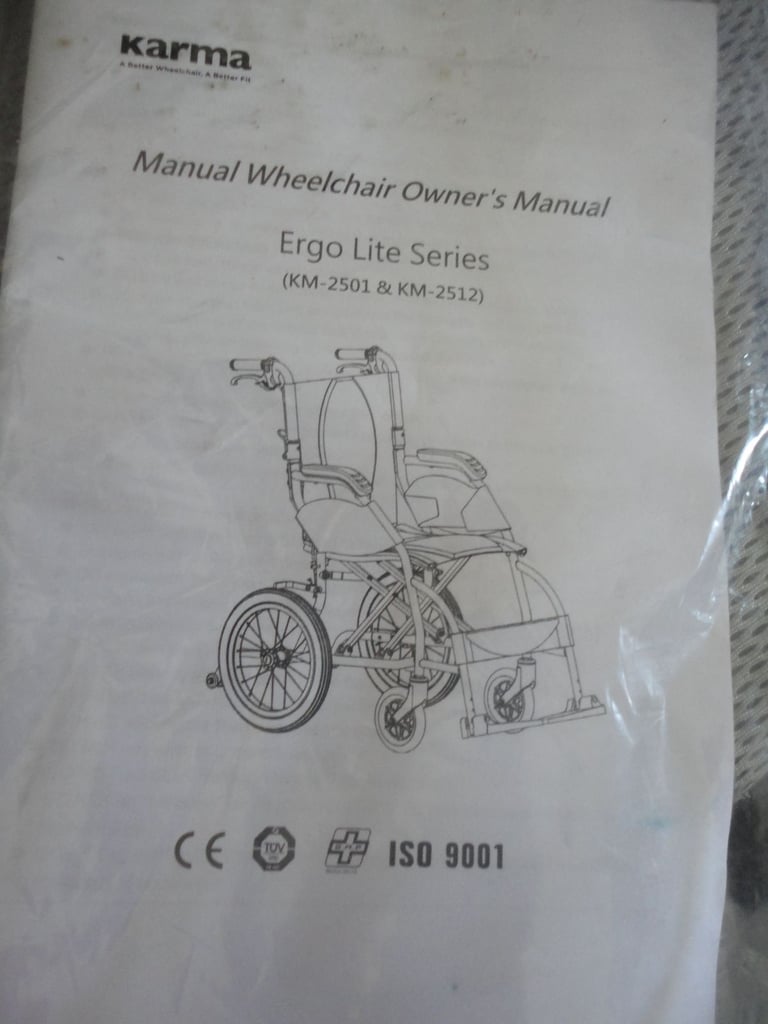 Karma
A Better Wheelchair, A Better Fit
Manual Wheelchair Owner's Manual
Ergo Lite Series
(KM-2501 & KM-2512)
CE TÜV ISO 9001